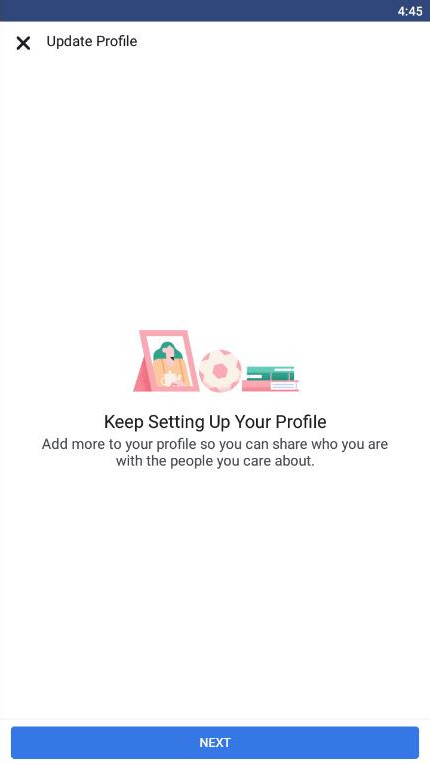 4:45
Update Profile
Keep Setting Up Your Profile
Add more to your profile so you can share who you are
with the people you care about.
NEXT